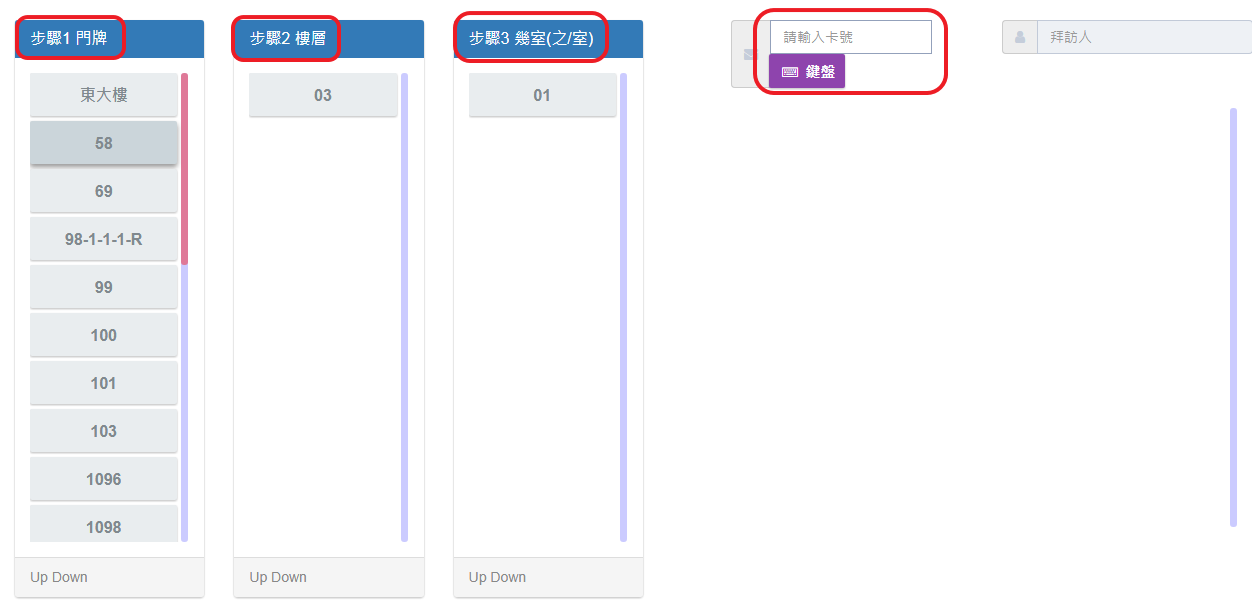 步驟1 門牌
東大樓
58
69
98-1-1-1-R
99
100
101
103
1096
1098
Up Down
步驟2 樓層
03
Up Down
步驟3 幾室(之/室)
01
Up Down
請輸入卡號
鍵盤
拜訪人